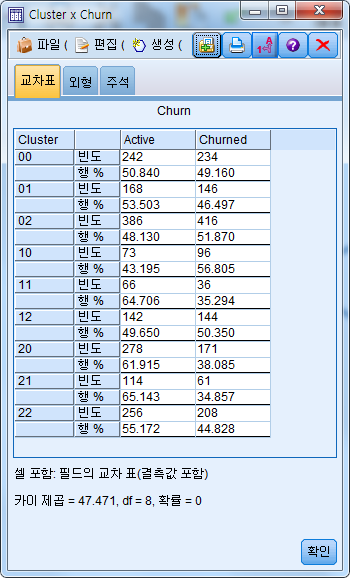 Cluster x Churn
파일 ( 편집 ( 생성 (
교차표 외형 주석
Churn
Cluster Active Churned
00 빈도 242 234
행 % 50.840 49.160
01 빈도 168 146
행 % 53.503 46.497
02 빈도 386 416
행 % 48.130 51.870
10 빈도 73 96
행 % 43.195 56.805
11 빈도 66 36
행 % 64.706 35.294
12 빈도 142 144
행 % 49.650 50.350
20 빈도 278 171
행 % 61.915 38.085
21 빈도 114 61
행 % 65.143 34.857
22 빈도 256 208
행 % 55.172 44.828
셀 포함: 필드의 교차 표(결측값 포함)
카이 제곱 = 47.471, df = 8, 확률 = 0
확인